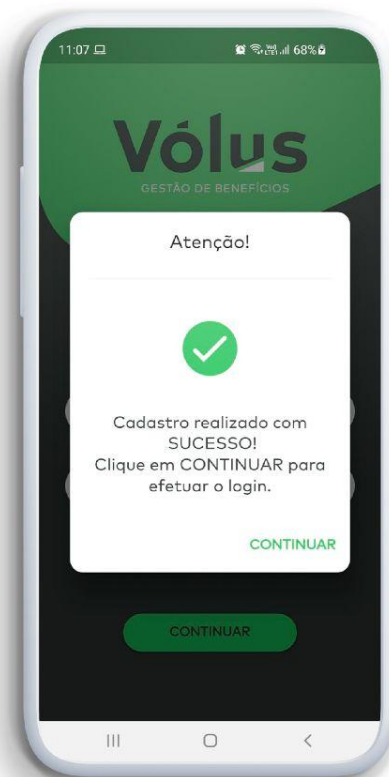 11:07 68%
Vólus
GESTÃO DE BENEFÍCIOS
Atenção!
Cadastro realizado com
SUCESSO!
Clique em CONTINUAR para
efetuar o login.
CONTINUAR
CONTINUAR